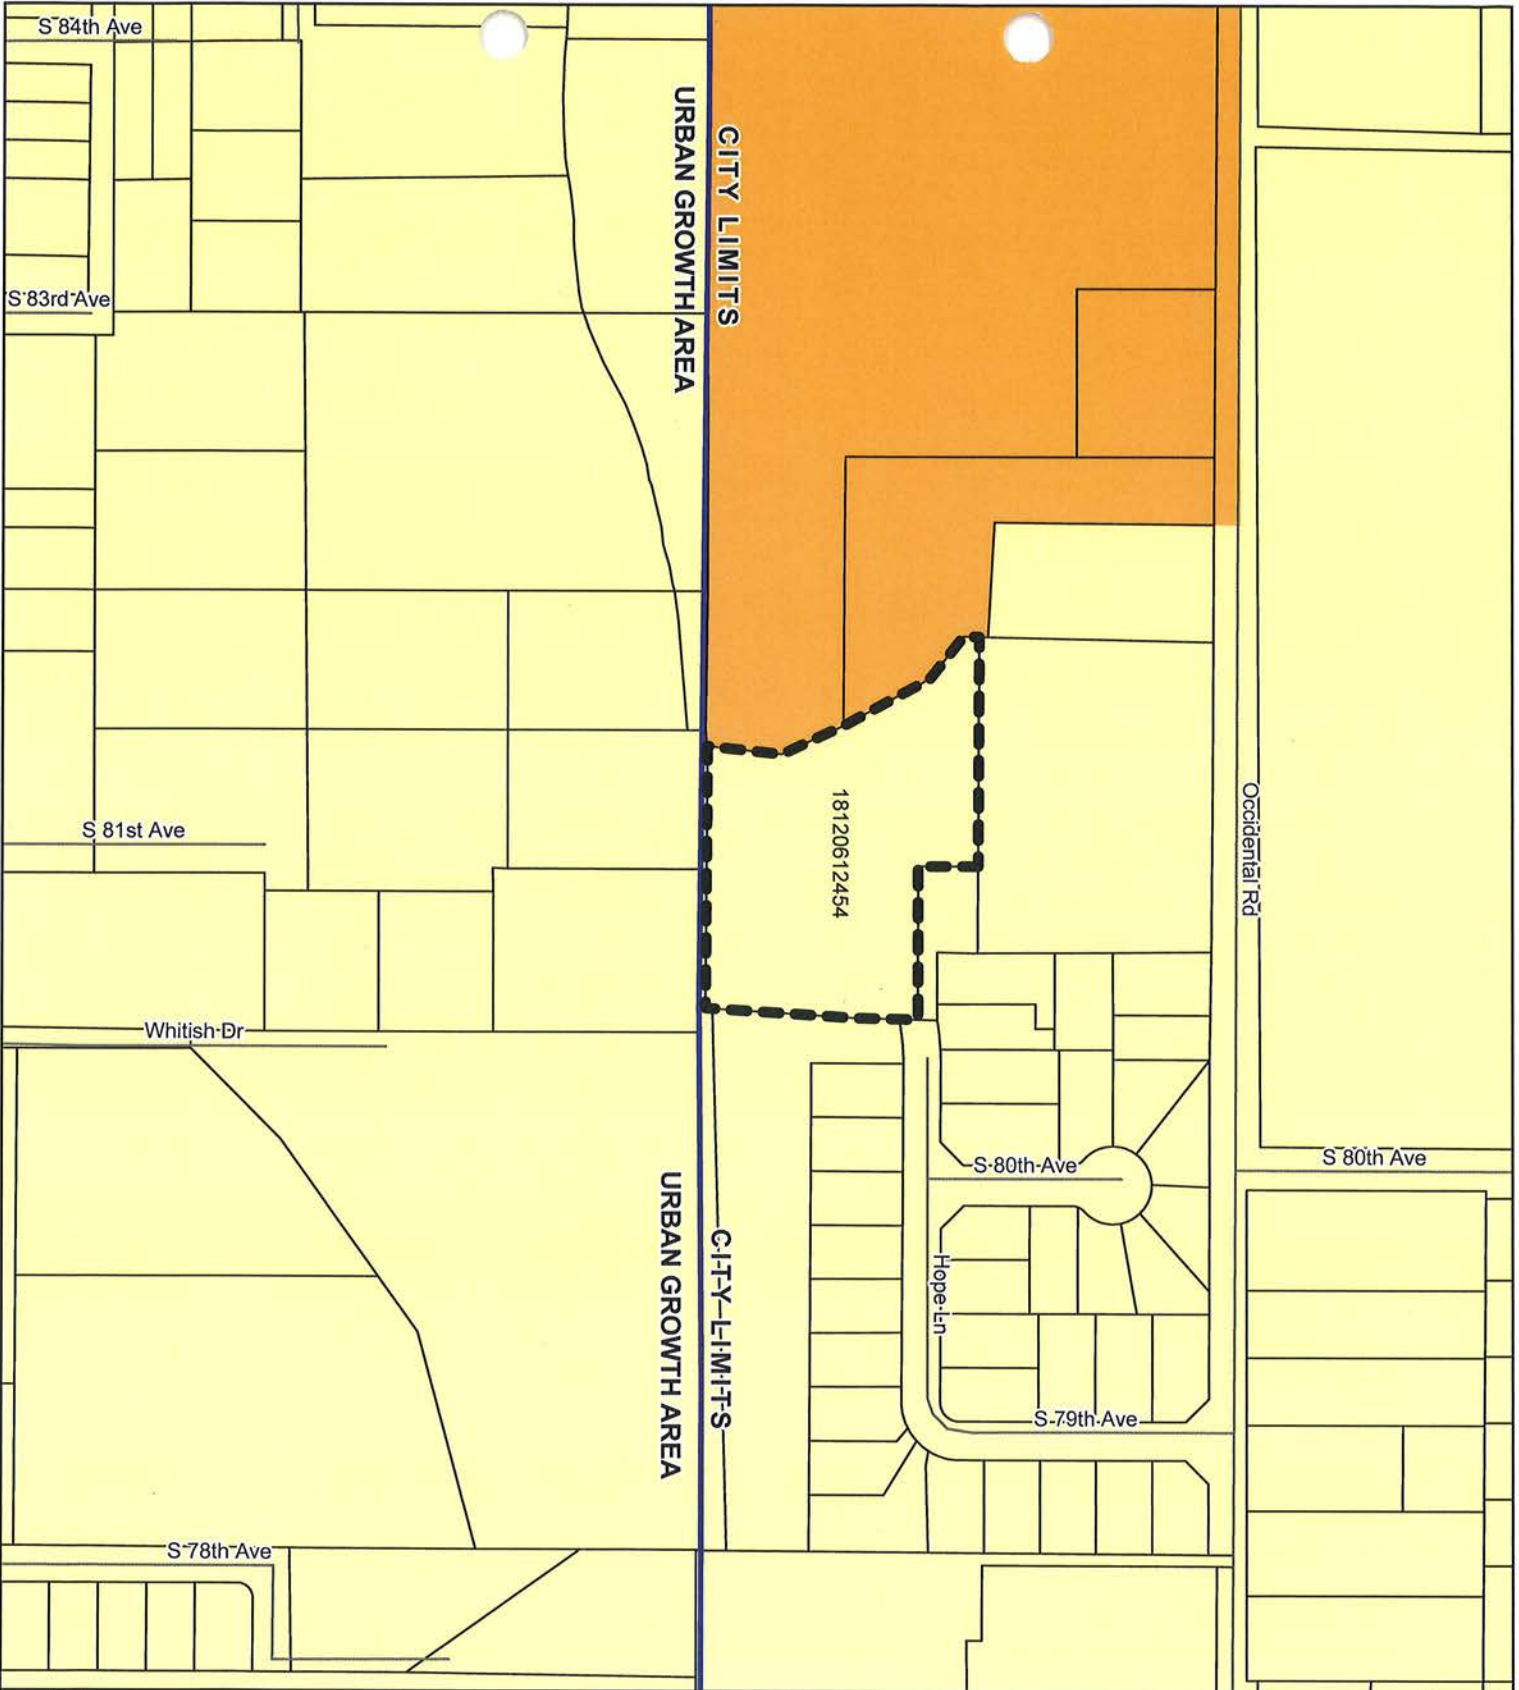 S 84th Ave
CITY LIMITS
URBAN GROWTH AREA
S 83rd Ave
S 81st Ave
18120612454
Occidental Rd
Whitish Dr
S 80th Ave
S 80th Ave
CITY LIMITS
URBAN GROWTH AREA
Hope Ln
S 79th Ave
S 78th Ave